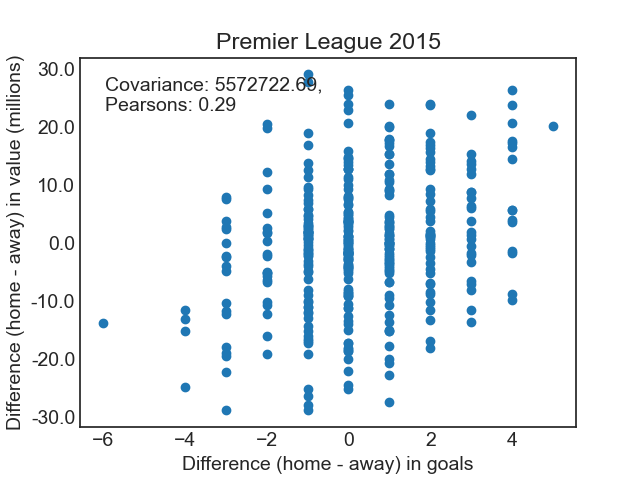 Premier League 2015
Covariance: 5572722.69,
Pearsons: 0.29
Difference (home - away) in value (millions)
30.0
20.0
10.0
0.0
-10.0
-20.0
-30.0
−6
−4
−2
0
2
4
Difference (home - away) in goals